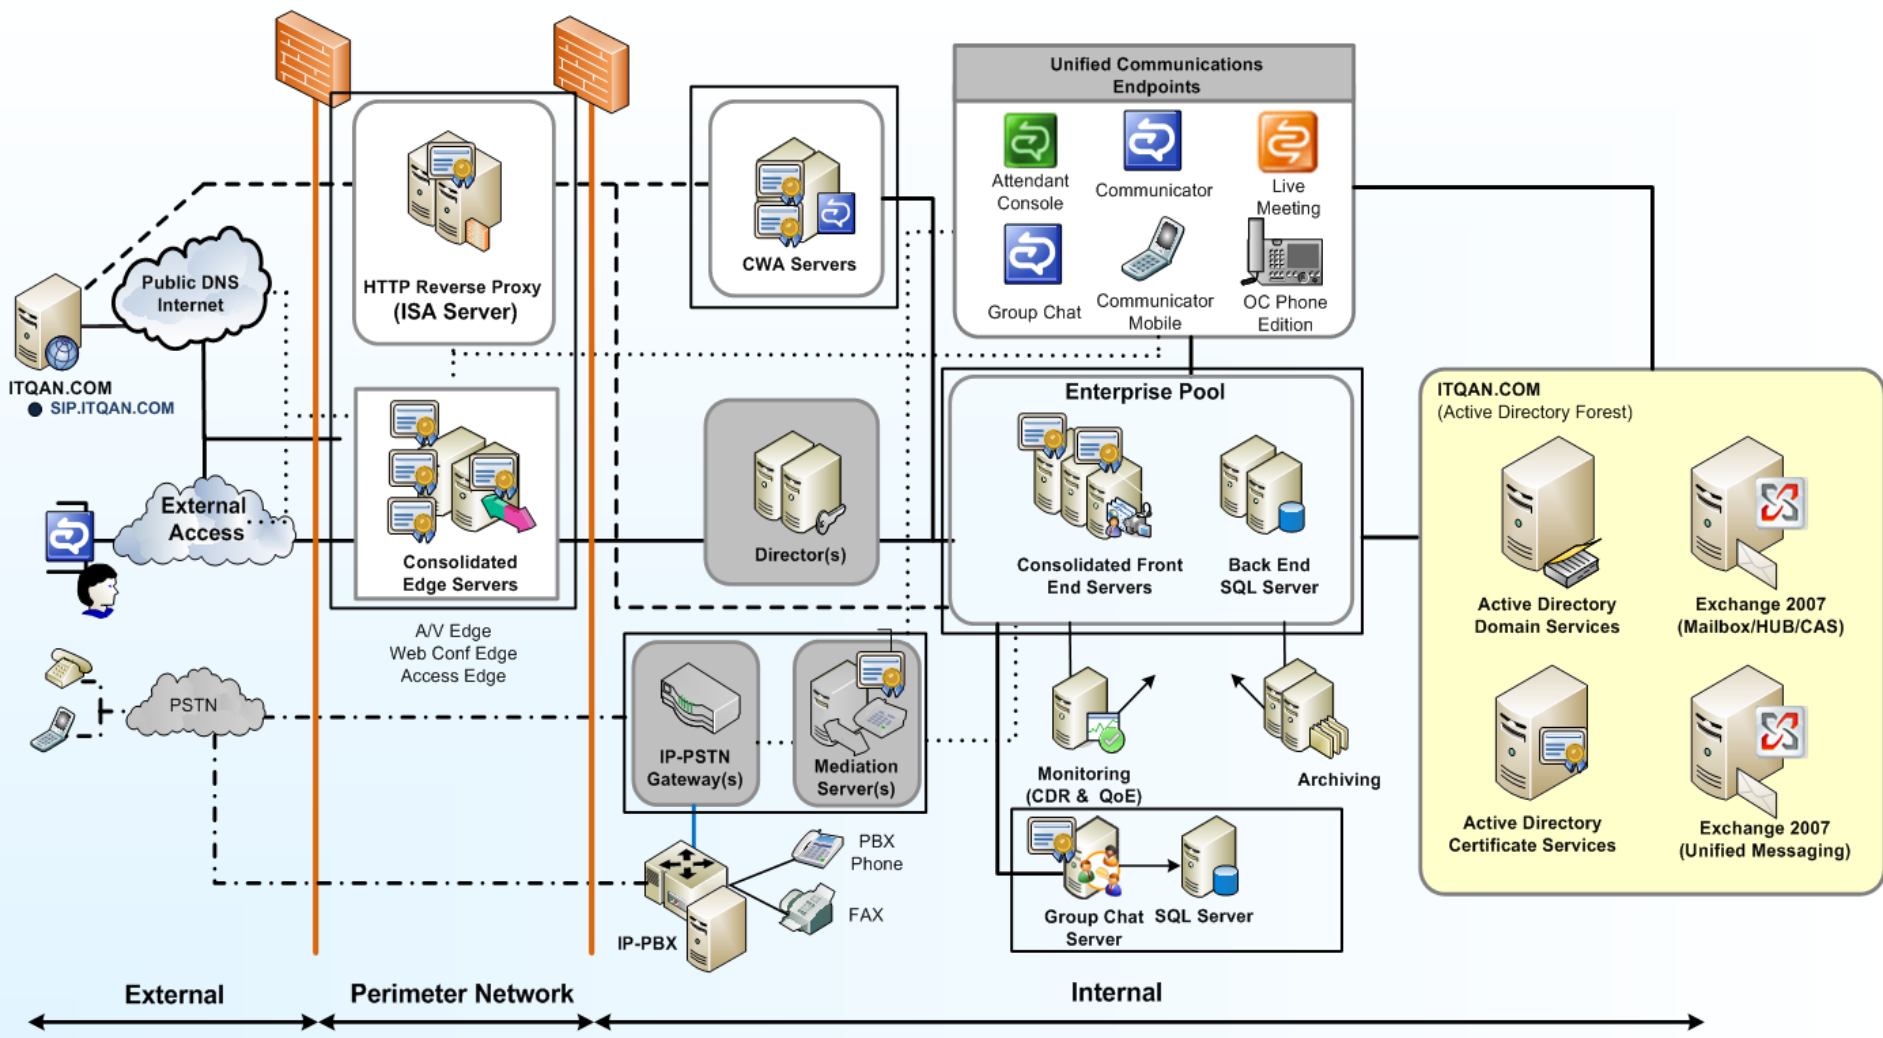 Unified Communications
Endpoints
Attendant
Console
Communicator
Live
Meeting
Group Chat
Communicator
Mobile
OC Phone
Edition
HTTP Reverse Proxy
(ISA Server)
CWA Servers
Public DNS
Internet
ITQAN.COM
SIP.ITQAN.COM
External
Access
Consolidated
Edge Servers
A/V Edge
Web Conf Edge
Access Edge
Director(s)
Enterprise Pool
Consolidated Front
End Servers
Back End
SQL Server
ITQAN.COM
(Active Directory Forest)
Active Directory
Domain Services
Exchange 2007
(Mailbox/HUB/CAS)
Active Directory
Certificate Services
Exchange 2007
(Unified Messaging)
PSTN
IP-PSTN
Gateway(s)
Mediation
Server(s)
Monitoring
(CDR & QoE)
Archiving
PBX
Phone
FAX
IP-PBX
Group Chat
Server
SQL Server
External
Perimeter Network
Internal